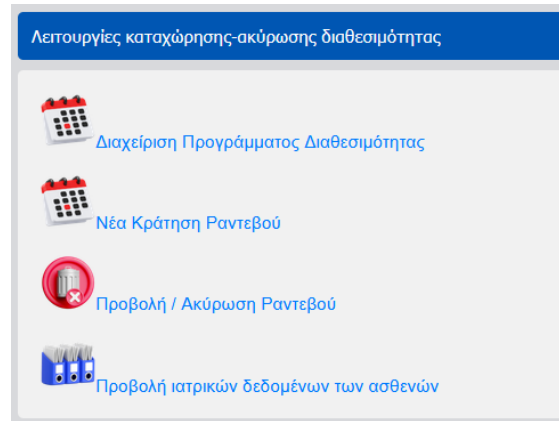 Λειτουργίες καταχώρησης-ακύρωσης διαθεσιμότητας
Διαχείριση Προγράμματος Διαθεσιμότητας
Νέα Κράτηση Ραντεβού
Προβολή / Ακύρωση Ραντεβού
Προβολή ιατρικών δεδομένων των ασθενών